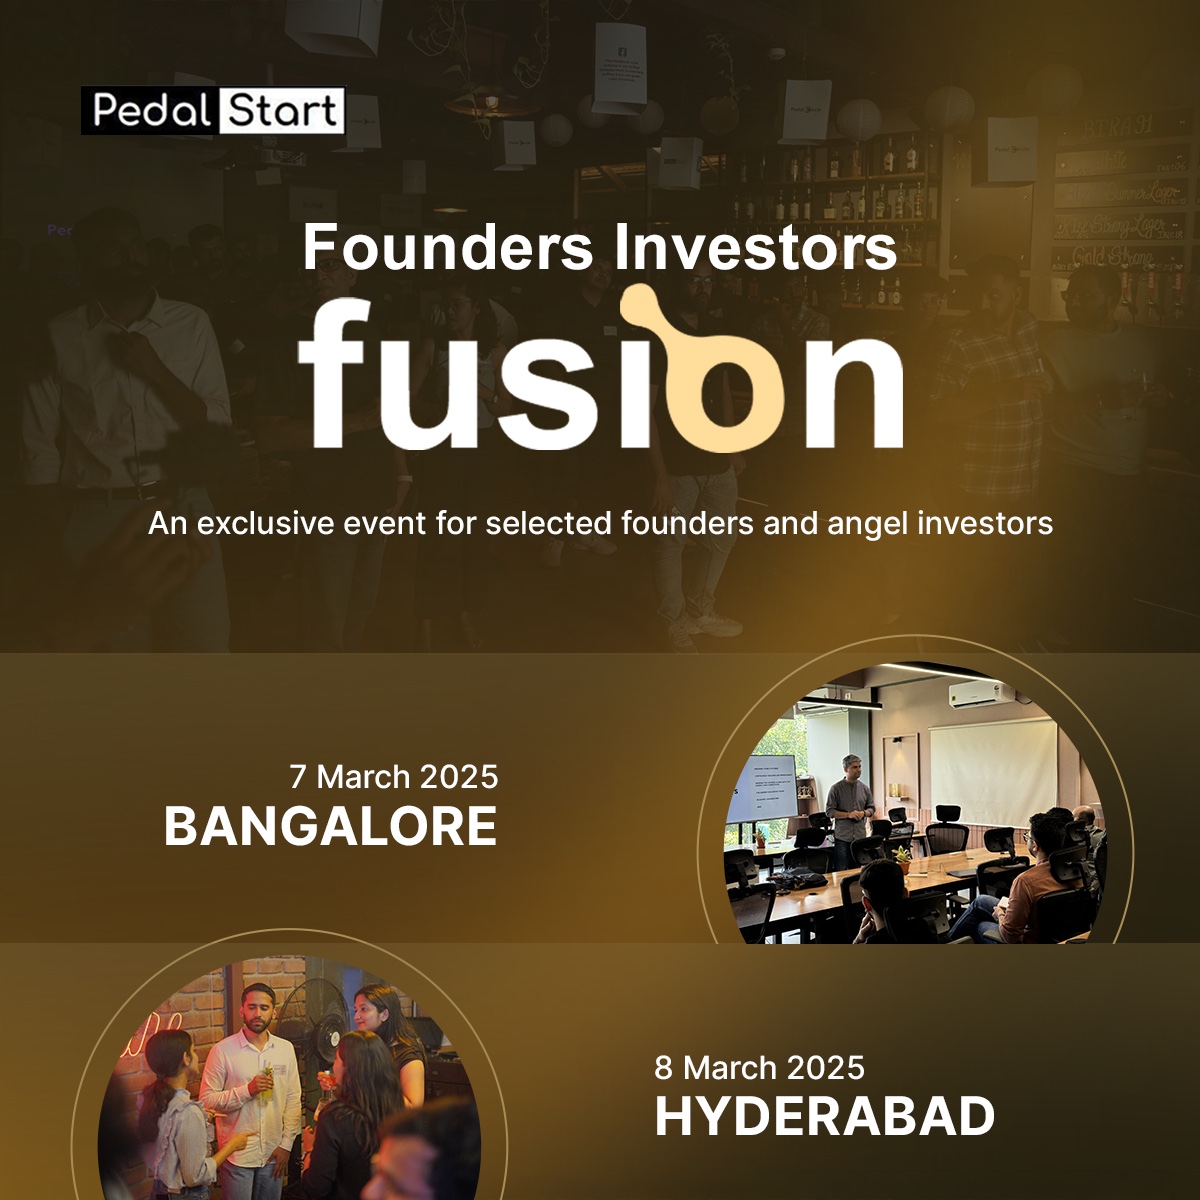 Pedal Start
Founders Investors
fusion
An exclusive event for selected founders and angel investors
7 March 2025
BANGALORE
8 March 2025
HYDERABAD